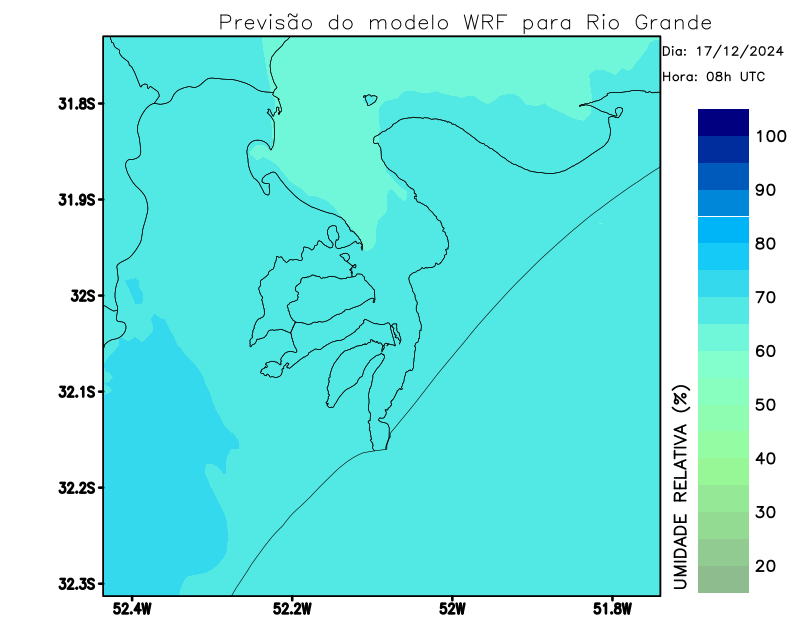 Previsão do modelo WRF para Rio Grande
Dia: 17/12/2024
Hora: 08h UTC
31.8S
31.9S
32S
32.1S
32.2S
32.3S
52.4W
52.2W
52W
51.8W
100
90
80
70
60
50
40
30
20
UMIDADE RELATIVA (%)